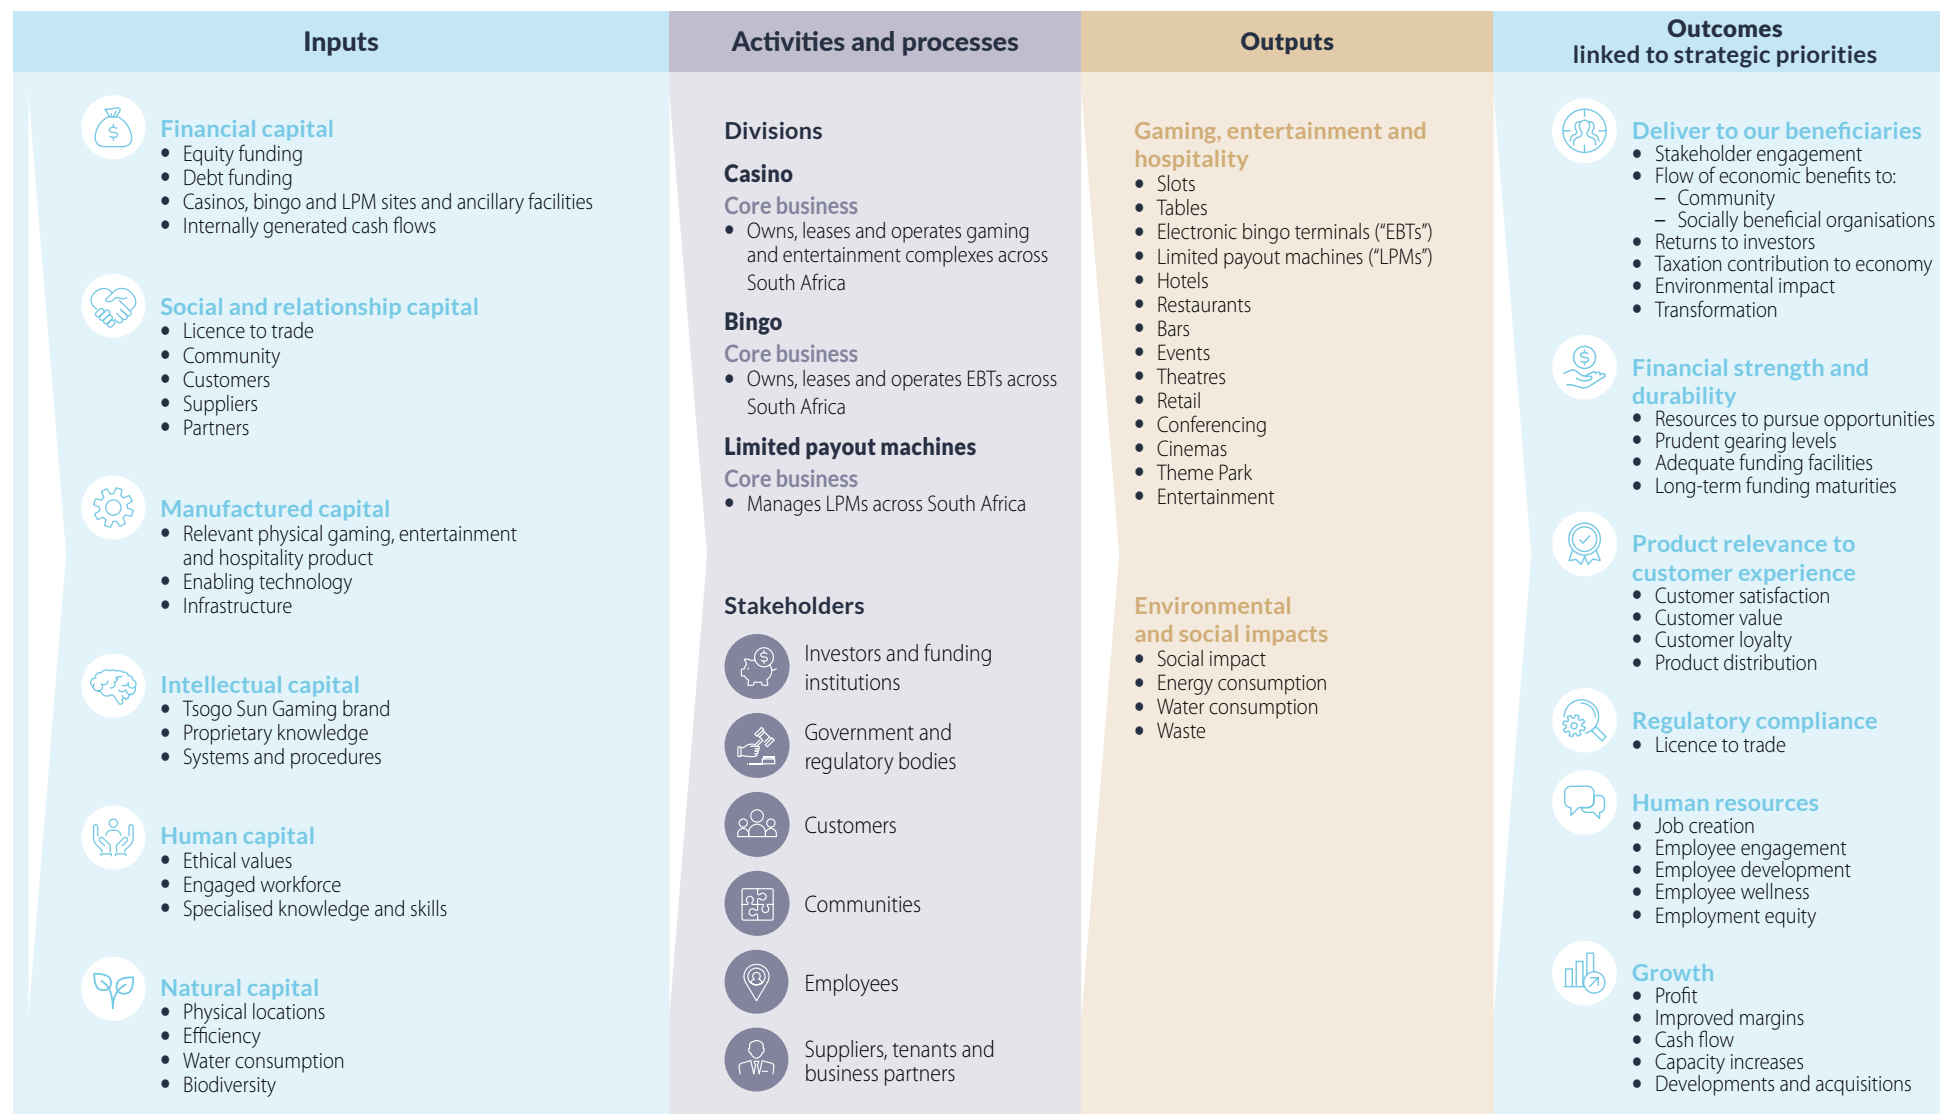 Inputs
Financial capital
• Equity funding
• Debt funding
• Casinos, bingo and LPM sites and ancillary facilities
• Internally generated cash flows
Social and relationship capital
• Licence to trade
• Community
• Customers
• Suppliers
• Partners
Manufactured capital
• Relevant physical gaming, entertainment
and hospitality product
• Enabling technology
• Infrastructure
Intellectual capital
• Tsogo Sun Gaming brand
• Proprietary knowledge
• Systems and procedures
Human capital
• Ethical values
• Engaged workforce
• Specialised knowledge and skills
Natural capital
• Physical locations
• Efficiency
• Water consumption
• Biodiversity
Activities and processes
Divisions
Casino
Core business
• Owns, leases and operates gaming
and entertainment complexes across
South Africa
Bingo
Core business
• Owns, leases and operates EBTs across
South Africa
Limited payout machines
Core business
• Manages LPMs across South Africa
Stakeholders
Investors and funding
institutions
Government and
regulatory bodies
Customers
Communities
Employees
Suppliers, tenants and
business partners
Outputs
Gaming, entertainment and
hospitality
• Slots
• Tables
• Electronic bingo terminals (“EBTs”)
• Limited payout machines (“LPMs”)
• Hotels
• Restaurants
• Bars
• Events
• Theatres
• Retail
• Conferencing
• Cinemas
• Theme Park
• Entertainment
Environmental
and social impacts
• Social impact
• Energy consumption
• Water consumption
• Waste
Outcomes
linked to strategic priorities
Deliver to our beneficiaries
• Stakeholder engagement
• Flow of economic benefits to:
– Community
– Socially beneficial organisations
• Returns to investors
• Taxation contribution to economy
• Environmental impact
• Transformation
Financial strength and
durability
• Resources to pursue opportunities
• Prudent gearing levels
• Adequate funding facilities
• Long-term funding maturities
Product relevance to
customer experience
• Customer satisfaction
• Customer value
• Customer loyalty
• Product distribution
Regulatory compliance
• Licence to trade
Human resources
• Job creation
• Employee engagement
• Employee development
• Employee wellness
• Employment equity
Growth
• Profit
• Improved margins
• Cash flow
• Capacity increases
• Developments and acquisitions